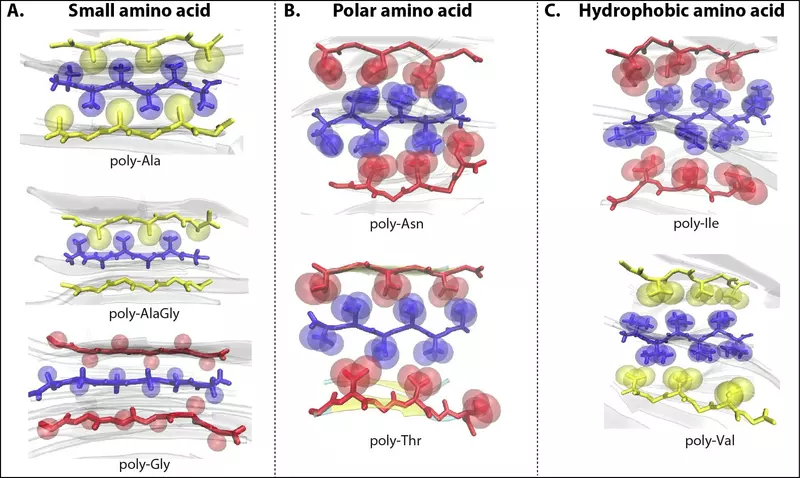 A. Small amino acid
poly-Ala
poly-AlaGly
poly-Gly
B. Polar amino acid
poly-Asn
poly-Thr
C. Hydrophobic amino acid
poly-Ile
poly-Val